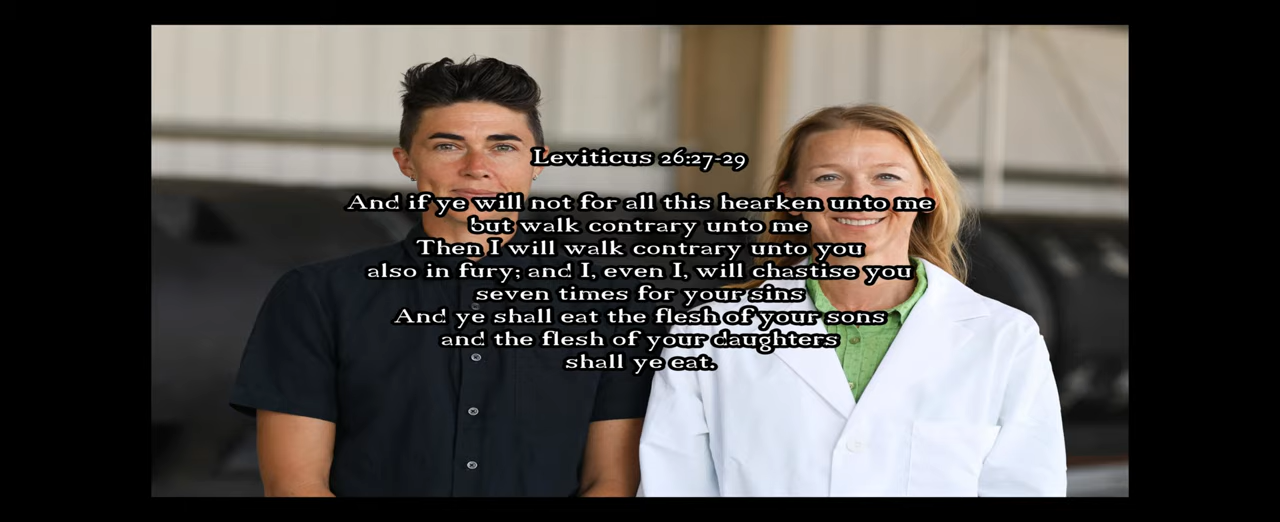 Leviticus 26:27-29
And if ye will not for all this hearken unto me
but walk contrary unto me
Then I will walk contrary unto you
also in fury; and I, even I, will chastise you
seven times for your sins
And ye shall eat the flesh of your sons
and the flesh of your daughters
shall ye eat.